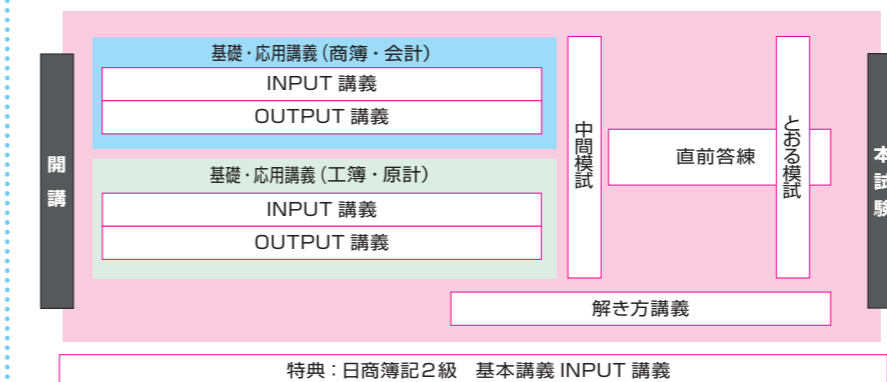 開講
基礎・応用講義(商簿・会計)
INPUT 講義
OUTPUT 講義
基礎・応用講義(工簿・原計)
INPUT 講義
OUTPUT 講義
中間模試
直前答練
とおる模試
解き方講義
本試験
特典：日商簿記2級　基本講義 INPUT 講義